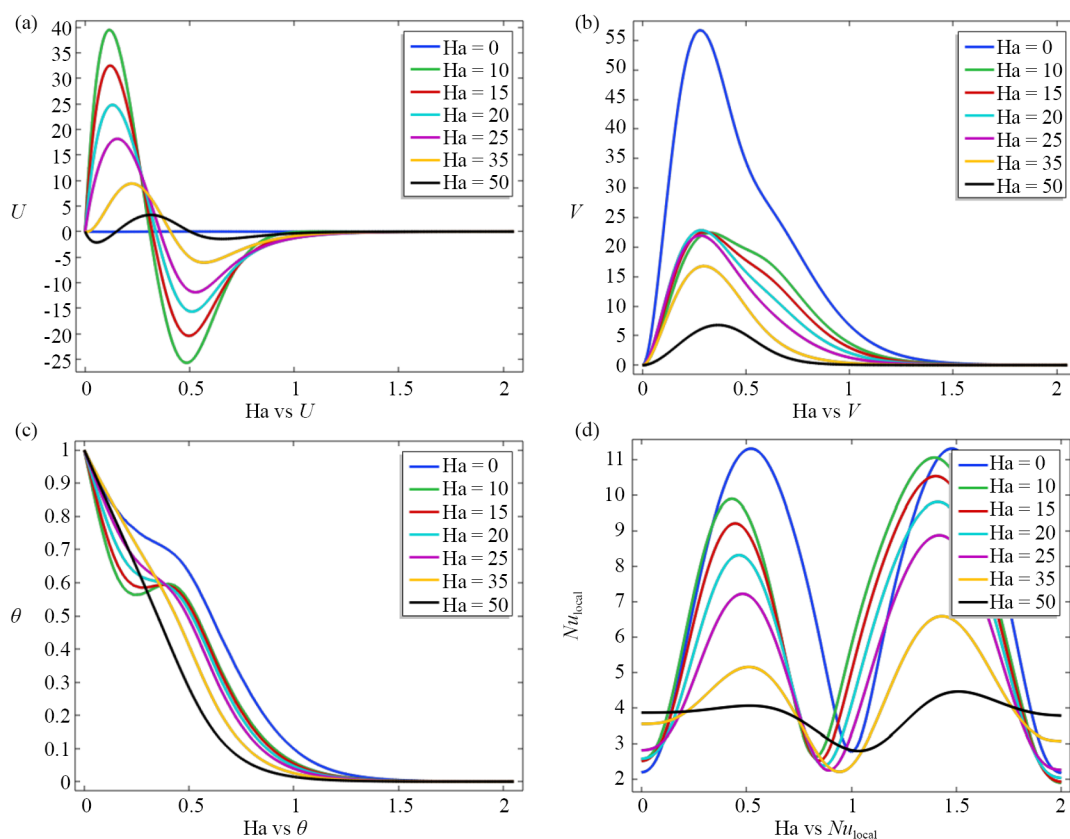 (a)
40
35
30
25
20
15
10
5
0
-5
-10
-15
-20
-25
U
Ha = 0
Ha = 10
Ha = 15
Ha = 20
Ha = 25
Ha = 35
Ha = 50
0 0.5 1 1.5 2
Ha vs U
(b)
55
50
45
40
35
30
25
20
15
10
5
0
V
Ha = 0
Ha = 10
Ha = 15
Ha = 20
Ha = 25
Ha = 35
Ha = 50
0 0.5 1 1.5 2
Ha vs V
(c)
1
0.9
0.8
0.7
0.6
0.5
0.4
0.3
0.2
0.1
0
θ
Ha = 0
Ha = 10
Ha = 15
Ha = 20
Ha = 25
Ha = 35
Ha = 50
0 0.5 1 1.5 2
Ha vs θ
(d)
11
10
9
8
7
6
5
4
3
2
Nu local
Ha = 0
Ha = 10
Ha = 15
Ha = 20
Ha = 25
Ha = 35
Ha = 50
0 0.5 1 1.5 2
Ha vs Nu local